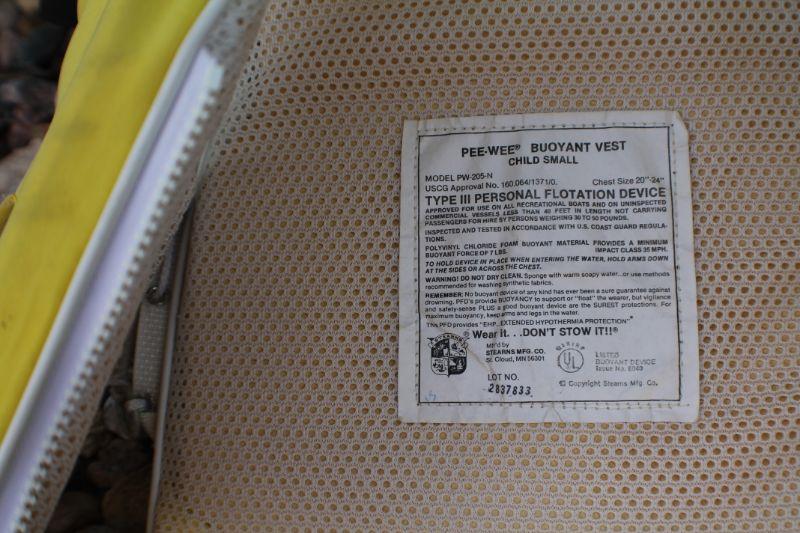 PEE-WEE® BUOYANT VEST
CHILD SMALL
MODEL PW-205-N
USCG Approval No. 160.064/1371/0. Chest Size 20"-24"
TYPE III PERSONAL FLOTATION DEVICE
APPROVED FOR USE ON ALL RECREATIONAL BOATS AND ON UNINSPECTED
COMMERCIAL VESSELS LESS THAN 40 FEET IN LENGTH NOT CARRYING
PASSENGERS FOR HIRE BY PERSONS WEIGHING 30 TO 50 POUNDS.
INSPECTED AND TESTED IN ACCORDANCE WITH U.S. COAST GUARD REGULA-
TIONS.
POLYVINYL CHLORIDE FOAM BUOYANT MATERIAL PROVIDES A MINIMUM
BUOYANT FORCE OF 7 LBS. IMPACT CLASS 35 MPH.
TO HOLD DEVICE IN PLACE WHEN ENTERING THE WATER, HOLD ARMS DOWN
AT THE SIDES OR ACROSS THE CHEST.
WARNING! DO NOT DRY CLEAN. Sponge with warm soapy water...or use methods
recommended for washing synthetic fabrics.
REMEMBER: No buoyant device of any kind has ever been a sure guarantee against
drowning. PFD's provide BUOYANCY to support or "float" the wearer, but vigilance
and safety-sense PLUS a good buoyant device are the SUREST protections. For
maximum buoyancy, keep arms and legs in the water.
This PFD provides "EHP, EXTENDED HYPOTHERMIA PROTECTION"
® Wear it. . .DON'T STOW IT!!®
STEARNS
Mf'd by
STEARNS MFG. CO.
St. Cloud, MN 56301
MARINE
UL
LISTED
BUOYANT DEVICE
Issue No. E040
LOT NO.
2837833
© Copyright Stearns Mfg. Co.